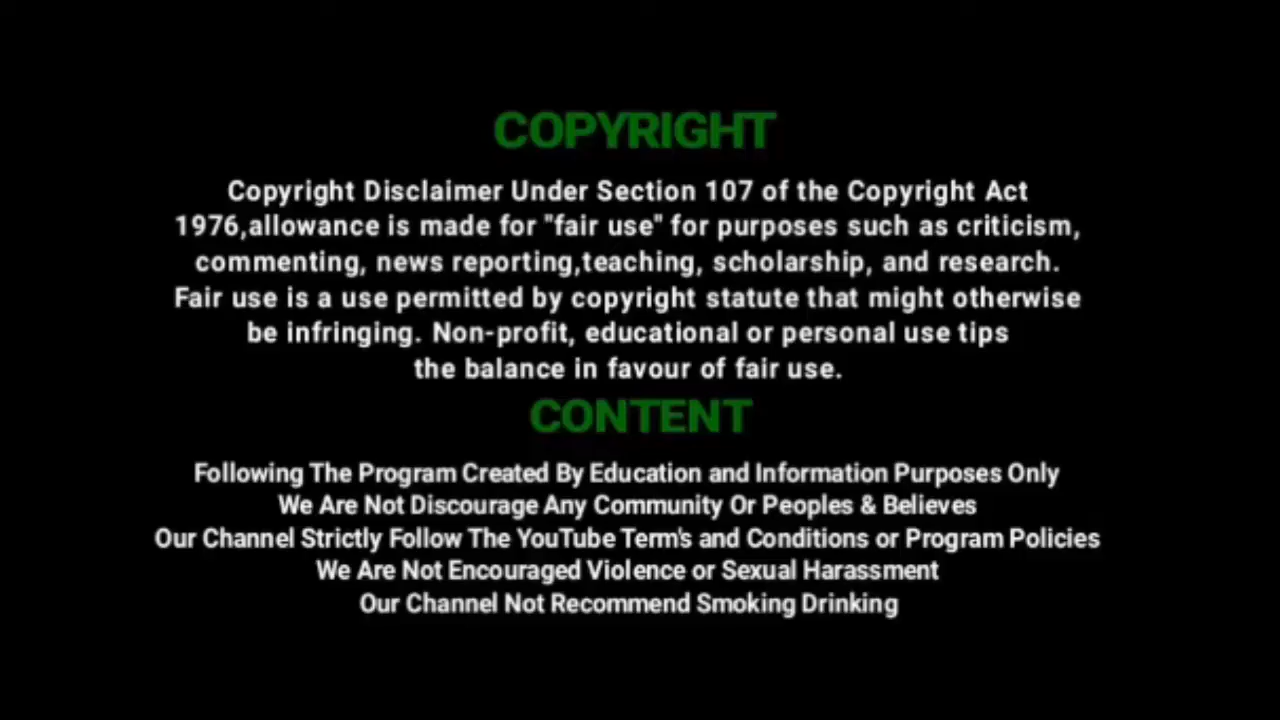 COPYRIGHT
Copyright Disclaimer Under Section 107 of the Copyright Act
1976,allowance is made for "fair use" for purposes such as criticism,
commenting, news reporting,teaching, scholarship, and research.
Fair use is a use permitted by copyright statute that might otherwise
be infringing. Non-profit, educational or personal use tips
the balance in favour of fair use.
CONTENT
Following The Program Created By Education and Information Purposes Only
We Are Not Discourage Any Community Or Peoples & Believes
Our Channel Strictly Follow The YouTube Term's and Conditions or Program Policies
We Are Not Encouraged Violence or Sexual Harassment
Our Channel Not Recommend Smoking Drinking